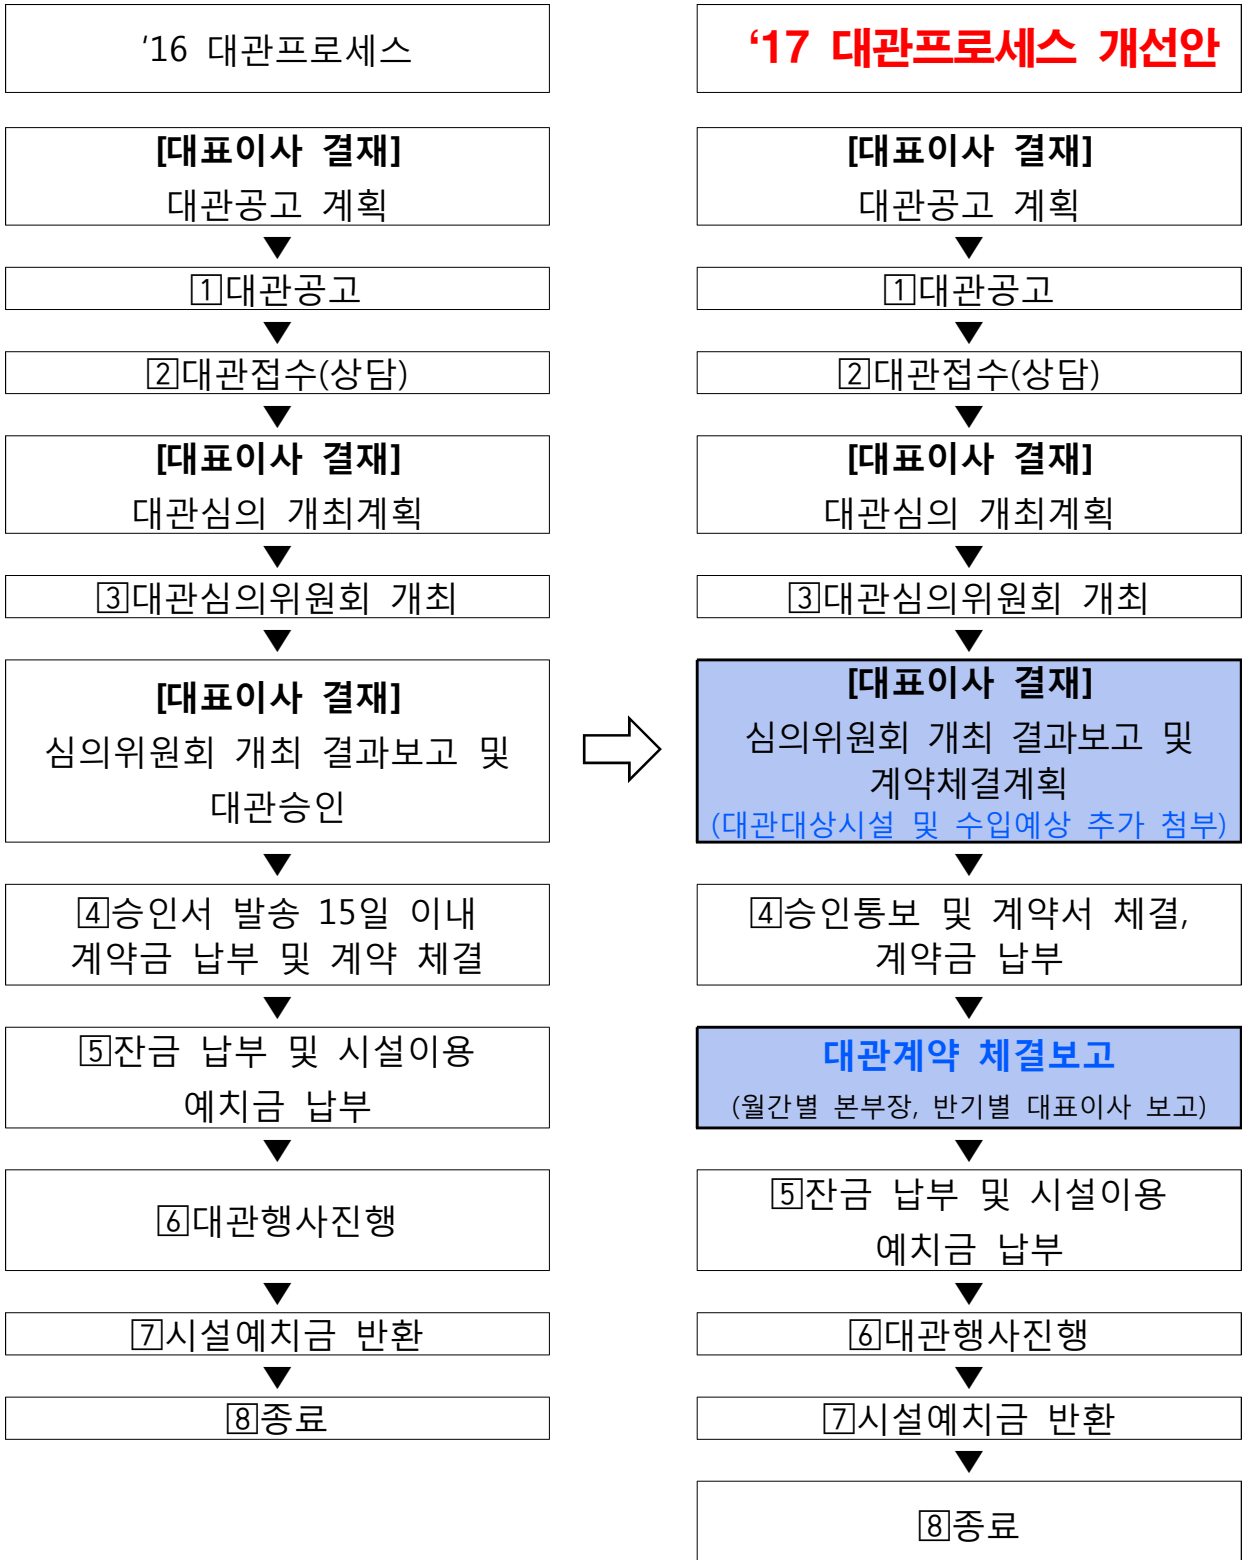 ‘16 대관프로세스
[대표이사 결재]
대관공고 계획
▼
1대관공고
▼
2대관접수(상담)
▼
[대표이사 결재]
대관심의 개최계획
▼
3대관심의위원회 개최
▼
[대표이사 결재]
심의위원회 개최 결과보고 및
대관승인
▼
4승인서 발송 15일 이내
계약금 납부 및 계약 체결
▼
5잔금 납부 및 시설이용
예치금 납부
▼
6대관행사진행
▼
7시설예치금 반환
▼
8종료
‘17 대관프로세스 개선안
[대표이사 결재]
대관공고 계획
▼
1대관공고
▼
2대관접수(상담)
▼
[대표이사 결재]
대관심의 개최계획
▼
3대관심의위원회 개최
▼
[대표이사 결재]
심의위원회 개최 결과보고 및
계약체결계획
(대관대상시설 및 수입예상 추가 첨부)
▼
4승인통보 및 계약서 체결,
계약금 납부
▼
대관계약 체결보고
(월간별 본부장, 반기별 대표이사 보고)
▼
5잔금 납부 및 시설이용
예치금 납부
▼
6대관행사진행
▼
7시설예치금 반환
▼
8종료